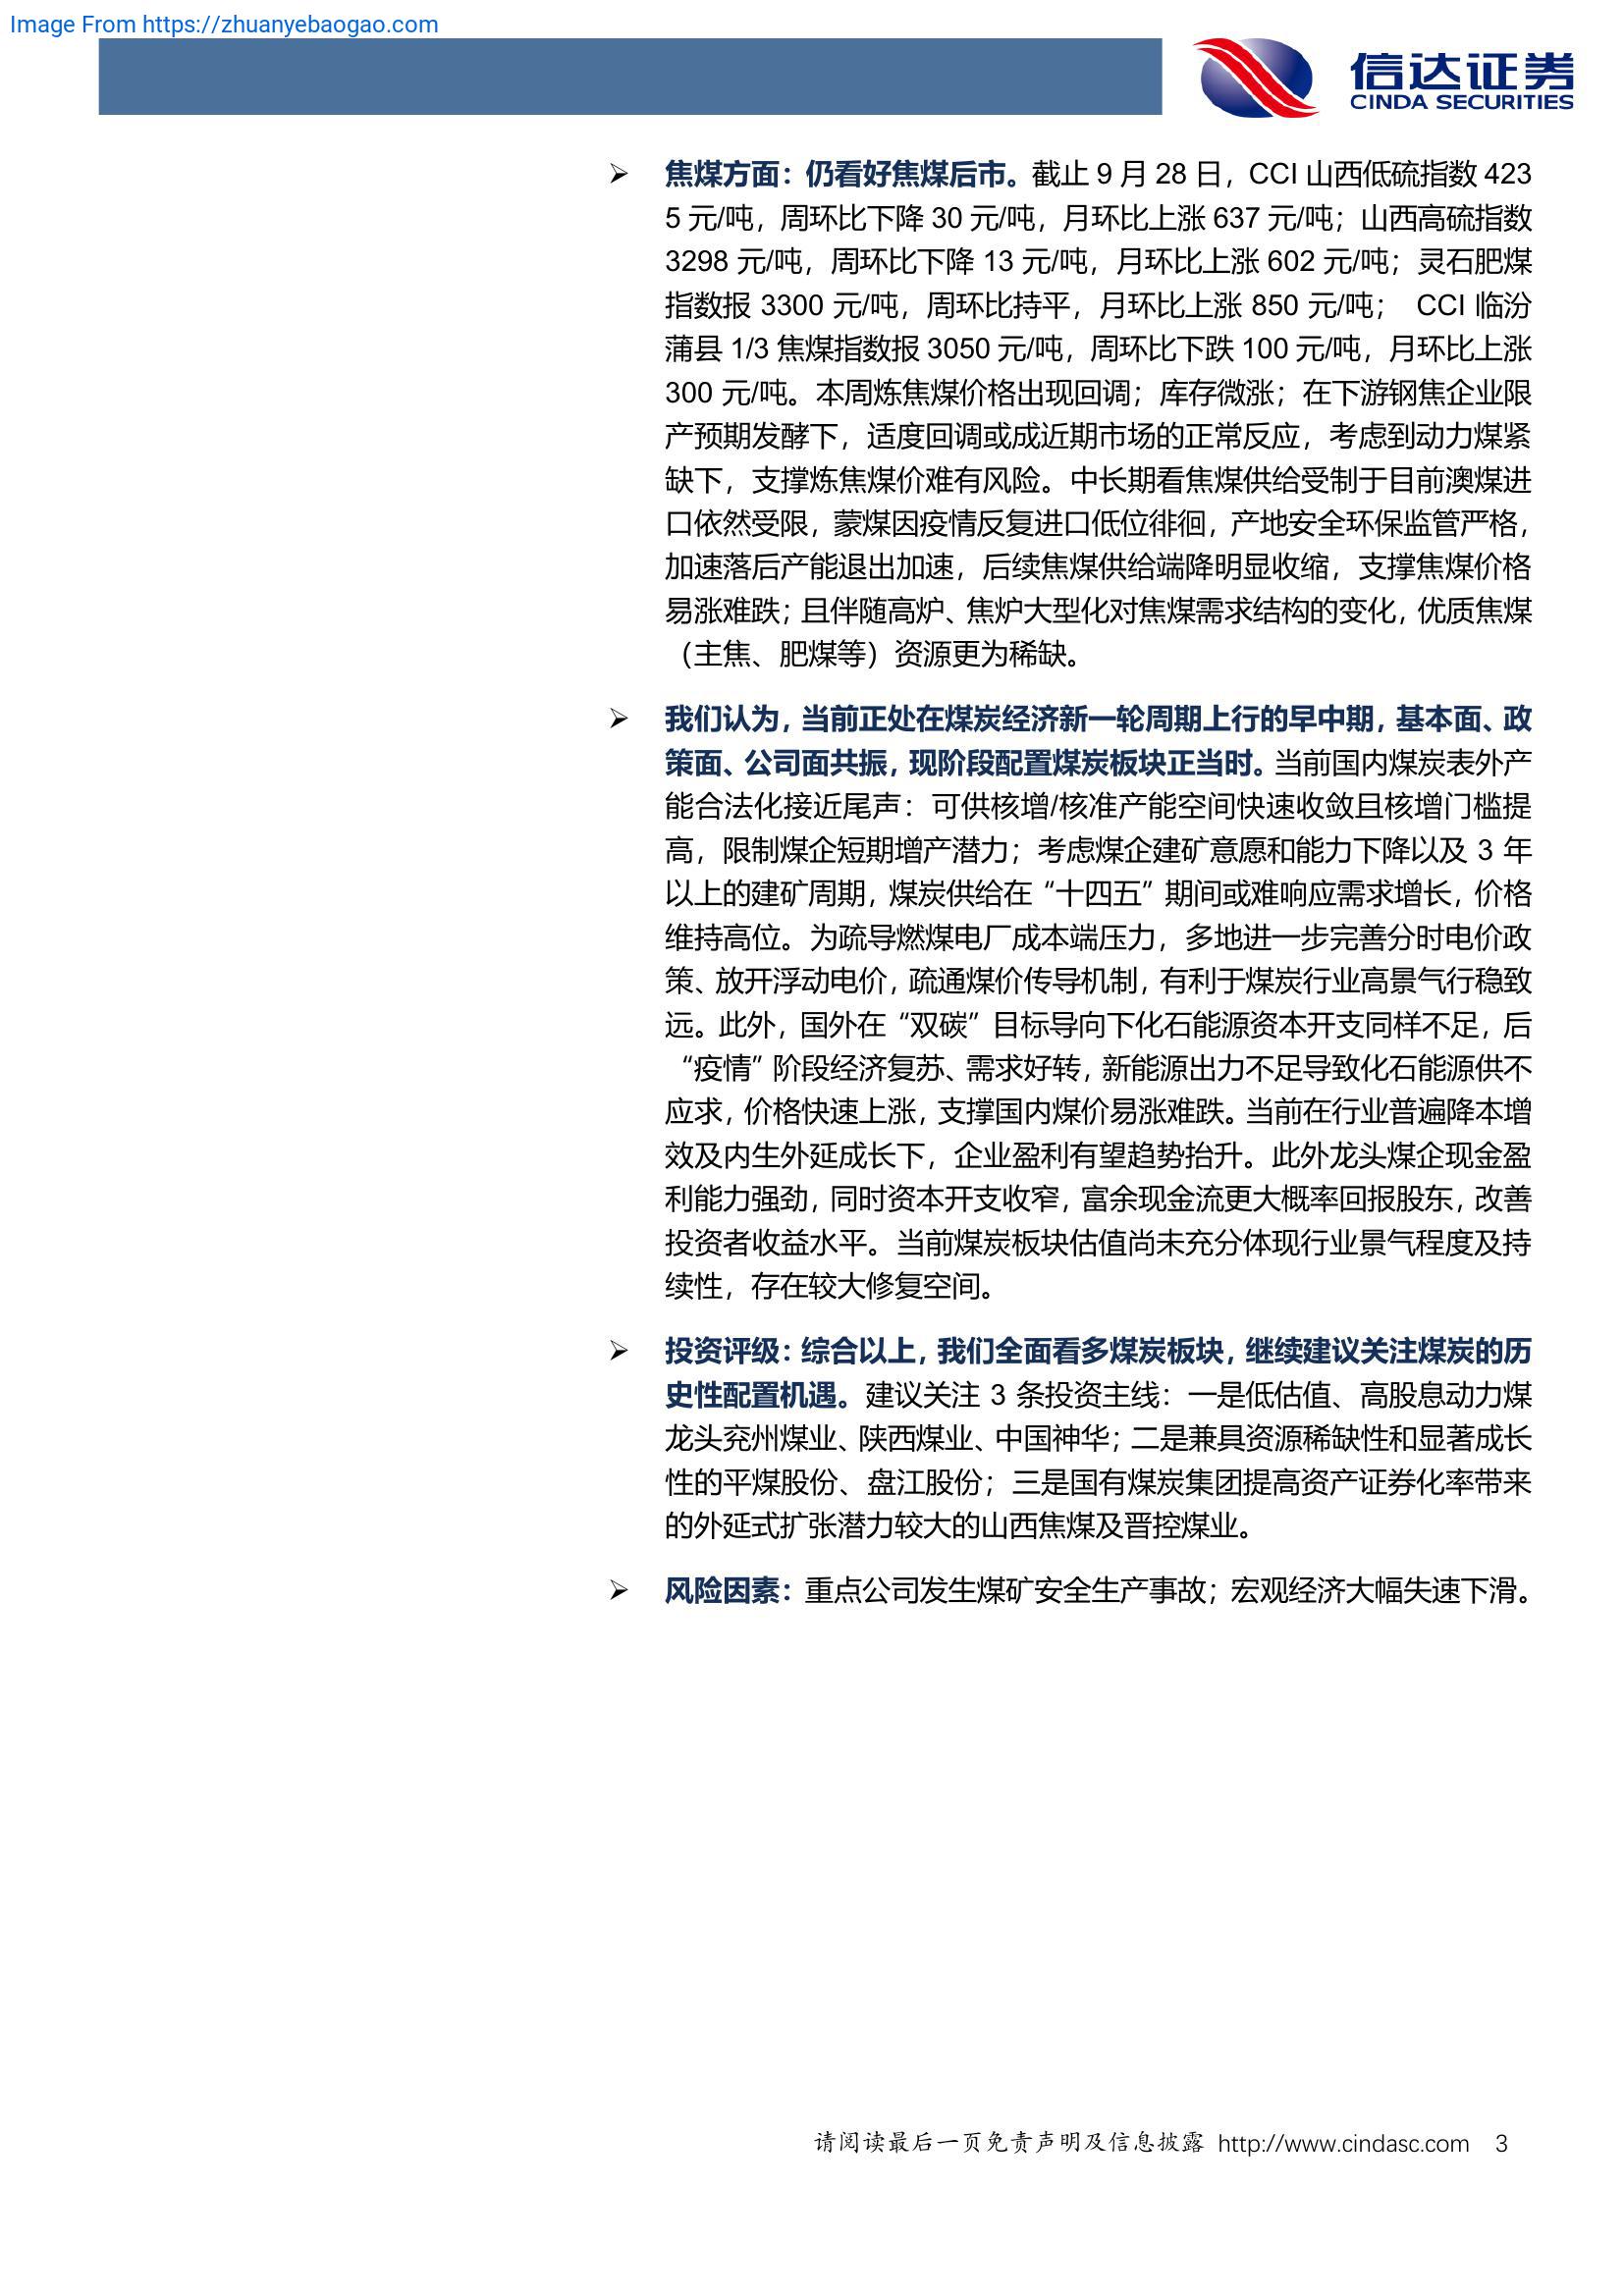 Image From https://zhuanyebaogao.com
信达证券
CINDA SECURITIES
➢ 焦煤方面：仍看好焦煤后市。截止 9 月 28 日，CCI 山西低硫指数 423
5 元/吨，周环比下降 30 元/吨，月环比上涨 637 元/吨；山西高硫指数
3298 元/吨，周环比下降 13 元/吨，月环比上涨 602 元/吨；灵石肥煤
指数报 3300 元/吨，周环比持平，月环比上涨 850 元/吨； CCI 临汾
蒲县 1/3 焦煤指数报 3050 元/吨，周环比下跌 100 元/吨，月环比上涨
300 元/吨。本周炼焦煤价格出现回调；库存微涨；在下游钢焦企业限
产预期发酵下，适度回调或成近期市场的正常反应，考虑到动力煤紧
缺下，支撑炼焦煤价难有风险。中长期看焦煤供给受制于目前澳煤进
口依然受限，蒙煤因疫情反复进口低位徘徊，产地安全环保监管严格，
加速落后产能退出加速，后续焦煤供给端降明显收缩，支撑焦煤价格
易涨难跌；且伴随高炉、焦炉大型化对焦煤需求结构的变化，优质焦煤
（主焦、肥煤等）资源更为稀缺。
➢ 我们认为，当前正处在煤炭经济新一轮周期上行的早中期，基本面、政
策面、公司面共振，现阶段配置煤炭板块正当时。当前国内煤炭表外产
能合法化接近尾声：可供核增/核准产能空间快速收敛且核增门槛提
高，限制煤企短期增产潜力；考虑煤企建矿意愿和能力下降以及 3 年
以上的建矿周期，煤炭供给在“十四五”期间或难响应需求增长，价格
维持高位。为疏导燃煤电厂成本端压力，多地进一步完善分时电价政
策、放开浮动电价，疏通煤价传导机制，有利于煤炭行业高景气行稳致
远。此外，国外在“双碳”目标导向下化石能源资本开支同样不足，后
“疫情”阶段经济复苏、需求好转，新能源出力不足导致化石能源供不
应求，价格快速上涨，支撑国内煤价易涨难跌。当前在行业普遍降本增
效及内生外延成长下，企业盈利有望趋势抬升。此外龙头煤企现金盈
利能力强劲，同时资本开支收窄，富余现金流更大概率回报股东，改善
投资者收益水平。当前煤炭板块估值尚未充分体现行业景气程度及持
续性，存在较大修复空间。
➢ 投资评级：综合以上，我们全面看多煤炭板块，继续建议关注煤炭的历
史性配置机遇。建议关注 3 条投资主线：一是低估值、高股息动力煤
龙头兖州煤业、陕西煤业、中国神华；二是兼具资源稀缺性和显著成长
性的平煤股份、盘江股份；三是国有煤炭集团提高资产证券化率带来
的外延式扩张潜力较大的山西焦煤及晋控煤业。
➢ 风险因素：重点公司发生煤矿安全生产事故；宏观经济大幅失速下滑。
请阅读最后一页免责声明及信息披露 http://www.cindasc.com 3